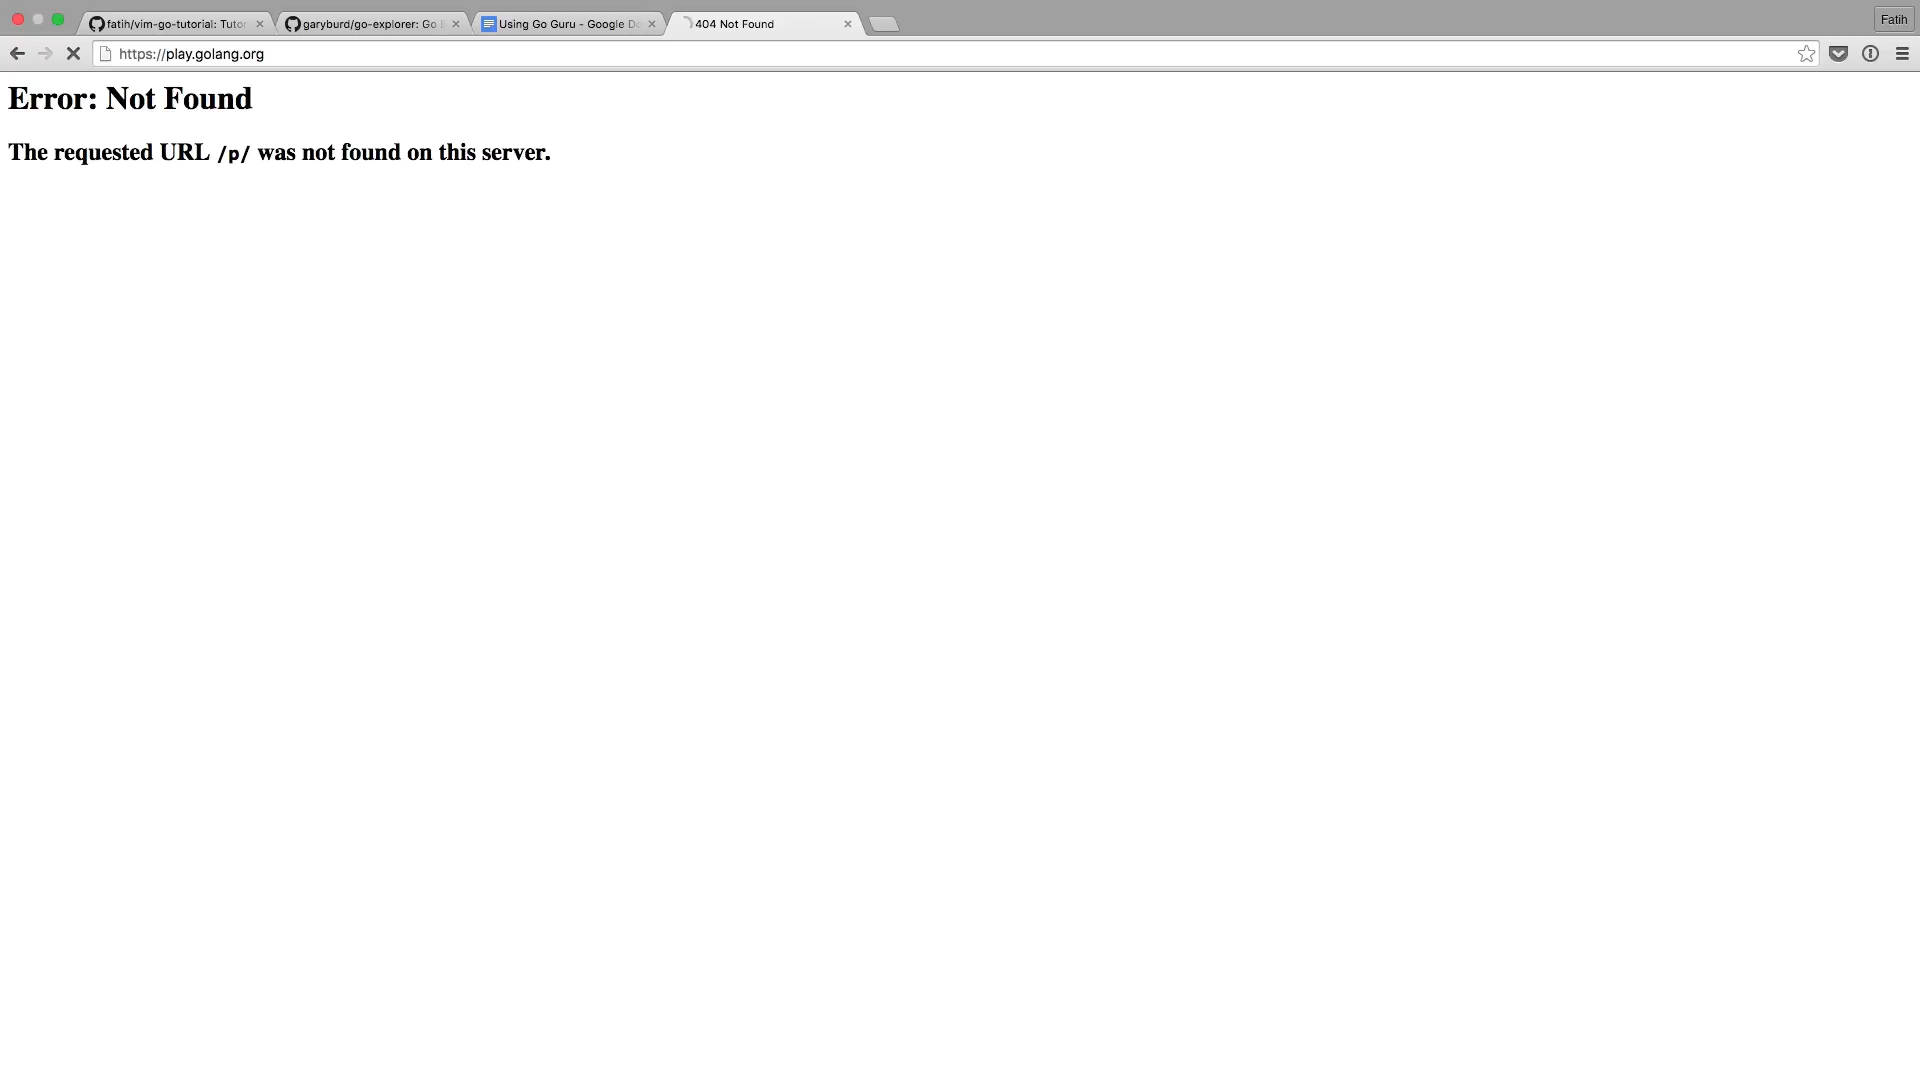 fatih/vim-go-tutorial: Tutor
garyburd/go-explorer: Go
Using Go Guru - Google Do
404 Not Found
Fatih
https://play.golang.org
Error: Not Found
The requested URL /p/ was not found on this server.